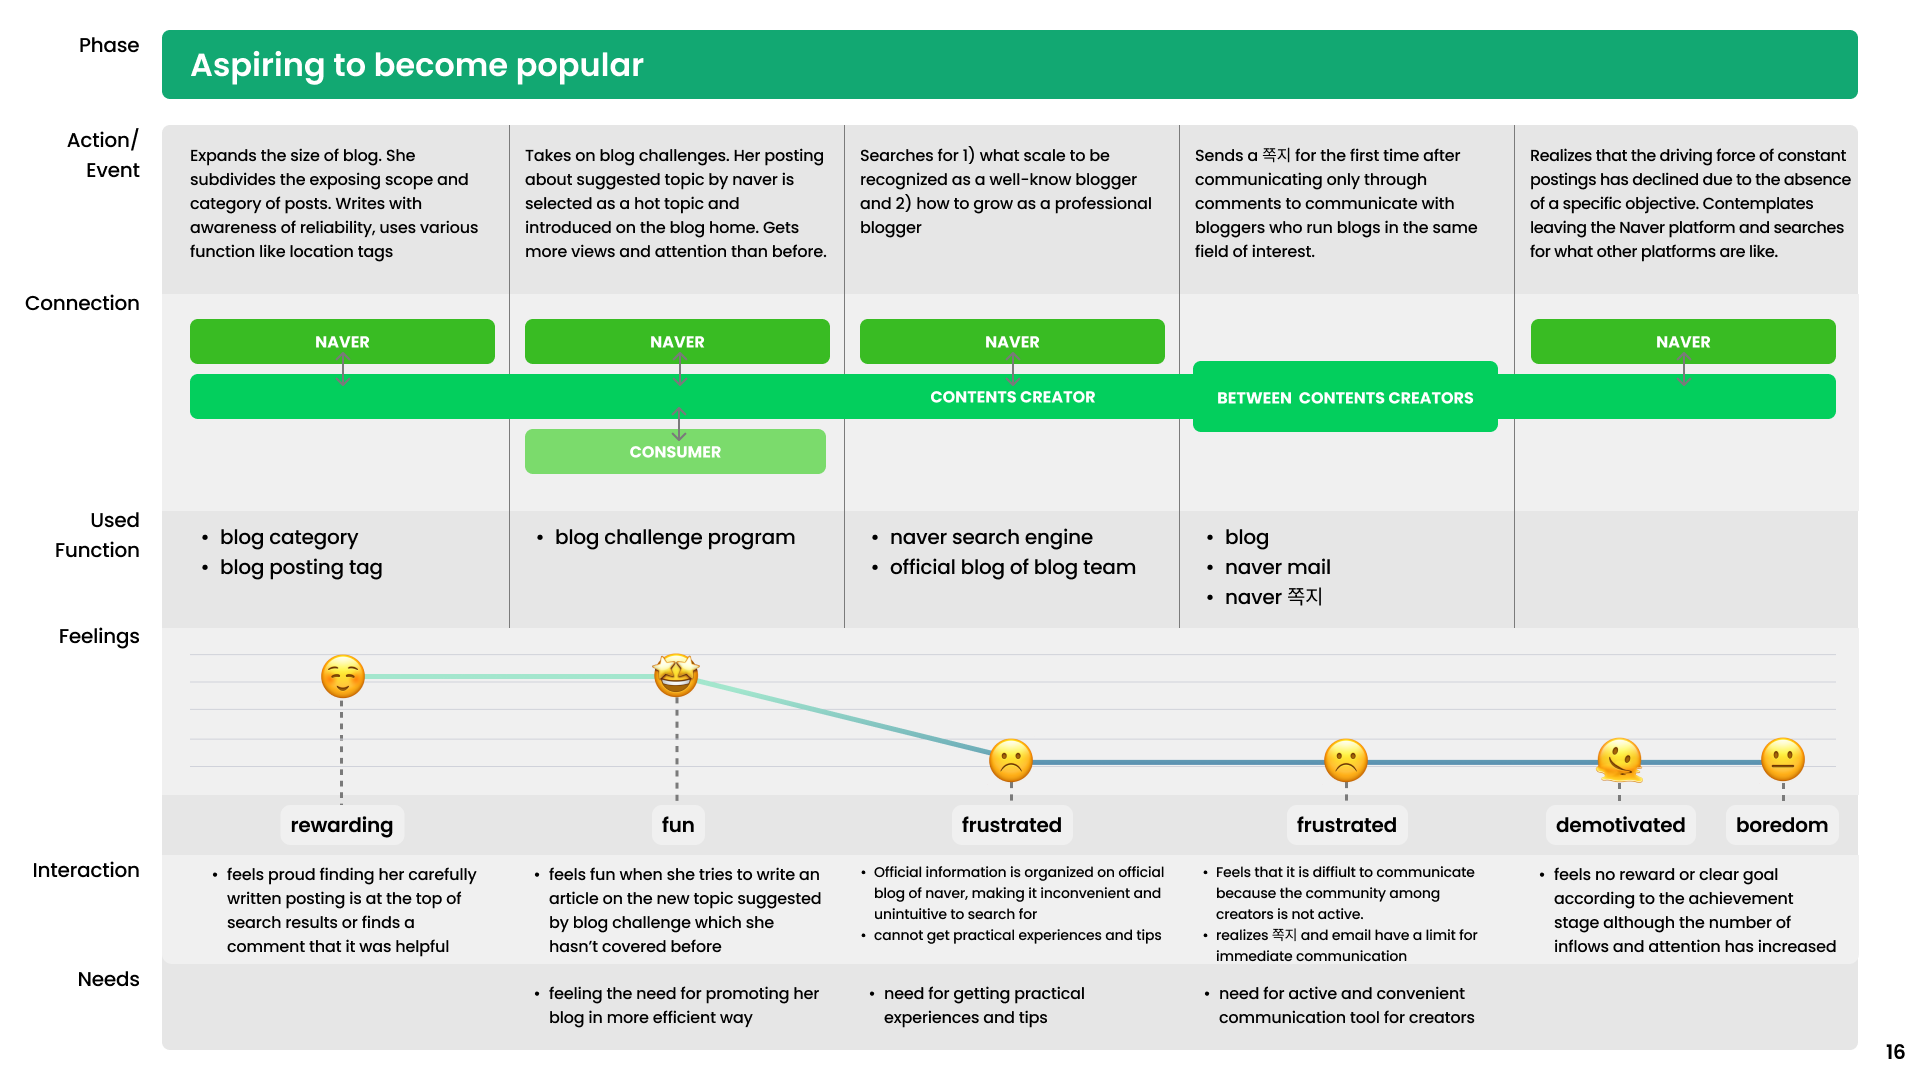 Phase
Aspiring to become popular
Action/
Event
Expands the size of blog. She
subdivides the exposing scope and
category of posts. Writes with
awareness of reliability, uses various
function like location tags
Takes on blog challenges. Her posting
about suggested topic by naver is
selected as a hot topic and
introduced on the blog home. Gets
more views and attention than before.
Searches for 1) what scale to be
recognized as a well-know blogger
and 2) how to grow as a professional
blogger
Sends a 쪽지 for the first time after
communicating only through
comments to communicate with
bloggers who run blogs in the same
field of interest.
Realizes that the driving force of constant
postings has declined due to the absence
of a specific objective. Contemplates
leaving the Naver platform and searches
for what other platforms are like.
Connection
NAVER
NAVER
NAVER
NAVER
CONTENTS CREATOR
BETWEEN CONTENTS CREATORS
CONSUMER
Used
Function
• blog category
• blog posting tag
• blog challenge program
• naver search engine
• official blog of blog team
• blog
• naver mail
• naver 쪽지
Feelings
rewarding
fun
frustrated
frustrated
demotivated
boredom
Interaction
• feels proud finding her carefully
written posting is at the top of
search results or finds a
comment that it was helpful
• feels fun when she tries to write an
article on the new topic suggested
by blog challenge which she
hasn't covered before
• Official information is organized on official
blog of naver, making it inconvenient and
unintuitive to search for
• cannot get practical experiences and tips
• Feels that it is diffiult to communicate
because the community among
creators is not active.
• realizes 쪽지 and email have a limit for
immediate communication
• feels no reward or clear goal
according to the achievement
stage although the number of
inflows and attention has increased
Needs
• feeling the need for promoting her
blog in more efficient way
• need for getting practical
experiences and tips
• need for active and convenient
communication tool for creators
16